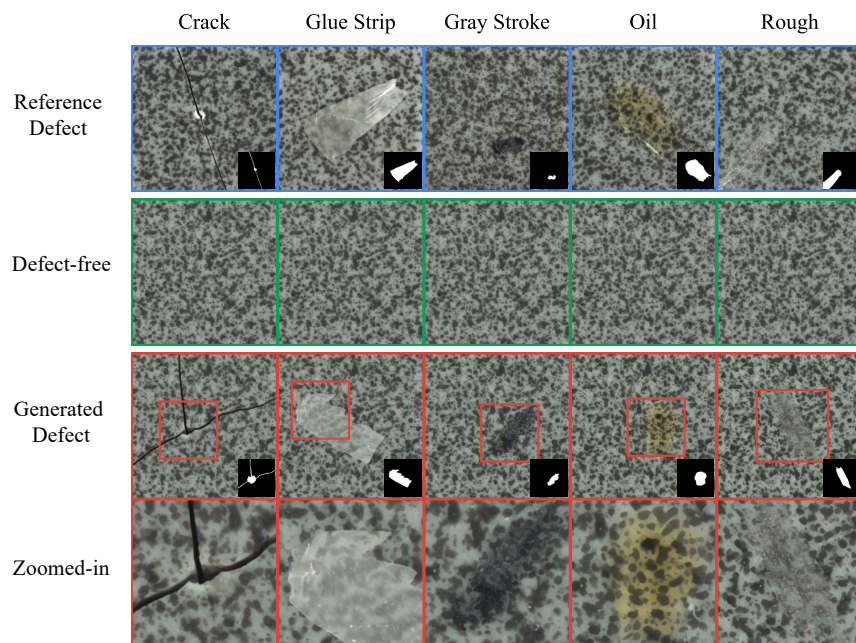 Crack Glue Strip Gray Stroke Oil Rough
Reference
Defect
Defect-free
Generated
Defect
Zoomed-in